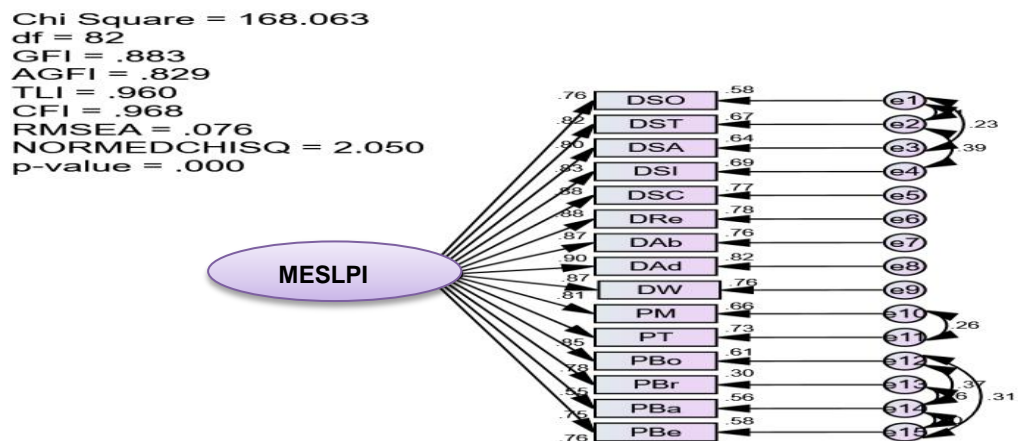 Chi Square = 168.063
df = 82
GFI = .883
AGFI = .829
TLI = .960
CFI = .968
RMSEA = .076
NORMEDCHISQ = 2.050
p-value = .000
MESLPI
.76 DSO .58 e1
.82 DST .67 e2 .23
.80 DSA .64 e3 .39
.83 DSI .69 e4
.88 DSC .77 e5
.88 DRe .78 e6
.87 DAb .76 e7
.90 DAd .82 e8
.87 DW .76 e9
.81 PM .66 e10
.85 PT .73 e11 .26
.78 PBo .61 e12
.55 PBr .30 e13 .37 .31
.75 PBa .56 e14
.76 PBe .58 e15